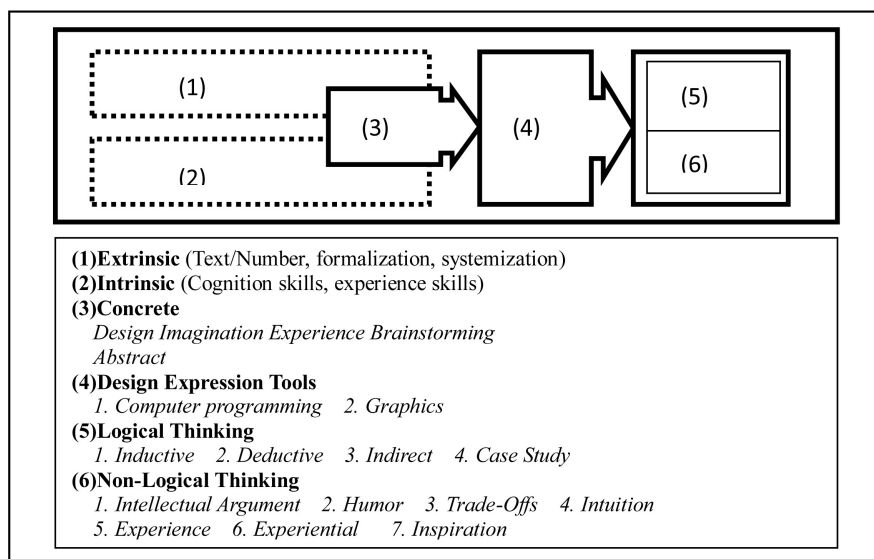 (1)
(2)
(3)
(4)
(5)
(6)
(1)Extrinsic (Text/Number, formalization, systemization)
(2)Intrinsic (Cognition skills, experience skills)
(3)Concrete
Design Imagination Experience Brainstorming
Abstract
(4)Design Expression Tools
1. Computer programming 2. Graphics
(5)Logical Thinking
1. Inductive 2. Deductive 3. Indirect 4. Case Study
(6)Non-Logical Thinking
1. Intellectual Argument 2. Humor 3. Trade-Offs 4. Intuition
5. Experience 6. Experiential 7. Inspiration